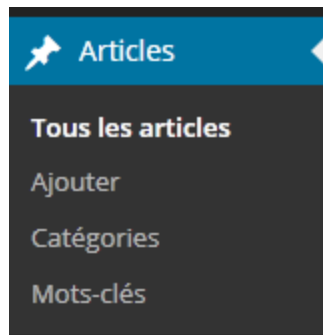 Articles
Tous les articles
Ajouter
Catégories
Mots-clés